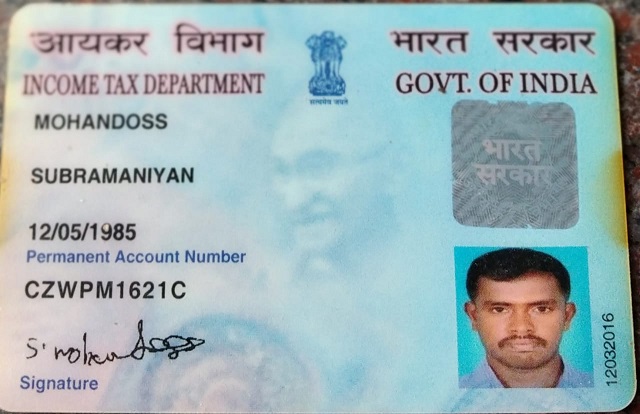 आयकर विभाग
INCOME TAX DEPARTMENT
भारत सरकार
GOVT. OF INDIA
सत्यमेव जयते
MOHANDOSS
SUBRAMANIYAN
12/05/1985
Permanent Account Number
CZWPM1621C
भारत
सरकार
S. mohandoss
Signature
12032016